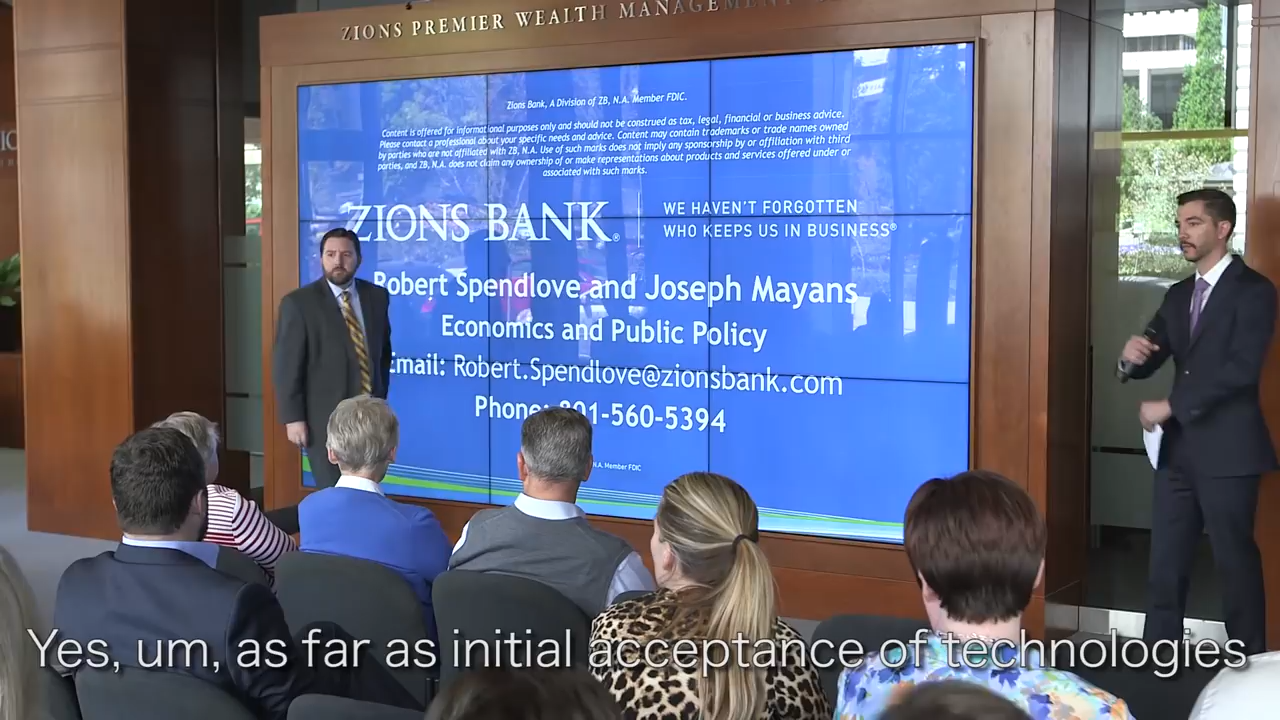 ZIONS PREMIER WEALTH MANAGEMENT
Zions Bank, A Division of ZB, N.A. Member FDIC.
Content is offered for informational purposes only and should not be construed as tax, legal, financial or business advice.
Please contact a professional about your specific needs and advice. Content may contain trademarks or trade names owned
by parties who are not affiliated with ZB, N.A. Use of such marks does not imply any sponsorship by or affiliation with third
parties, and ZB, N.A. does not claim any ownership of or make representations about products and services offered under or
associated with such marks.
ZIONS BANK®
WE HAVEN'T FORGOTTEN
WHO KEEPS US IN BUSINESS®
Robert Spendlove and Joseph Mayans
Economics and Public Policy
Email: Robert.Spendlove@zionsbank.com
Phone: 801-560-5394
N.A. Member FDIC
Yes, um, as far as initial acceptance of technologies